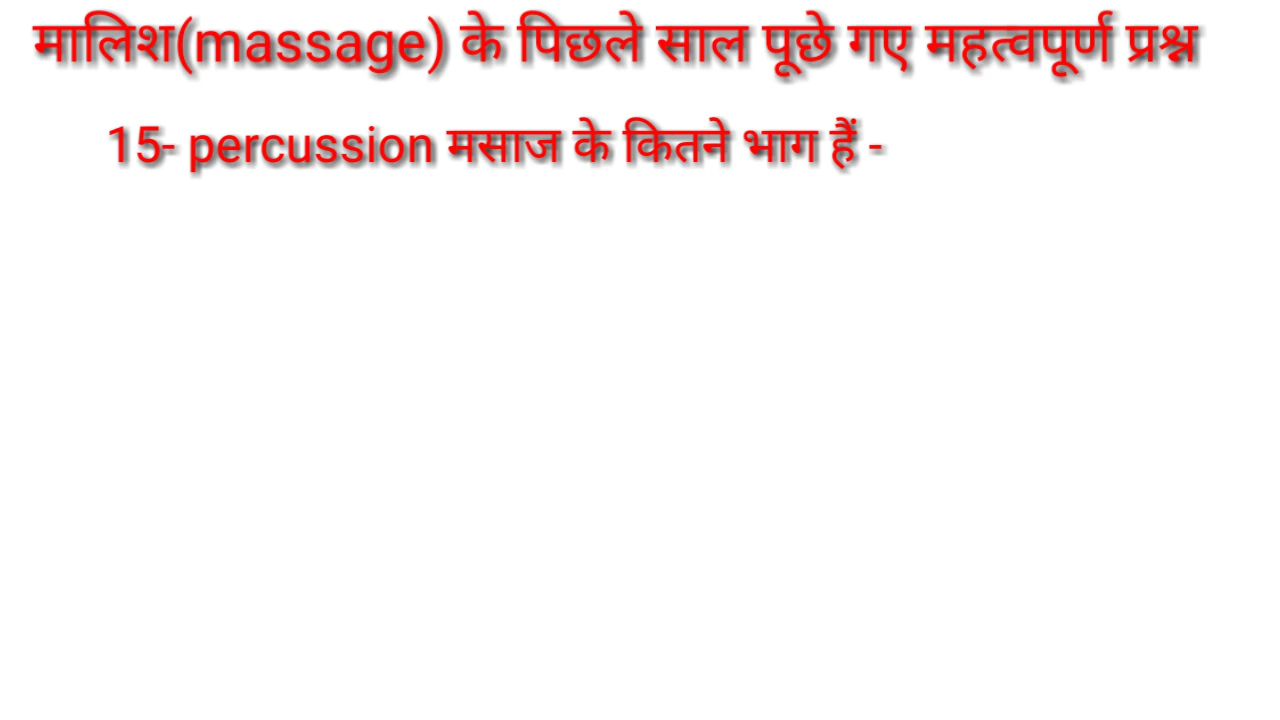 मालिश(massage) के पिछले साल पूछे गए महत्वपूर्ण प्रश्न
15- percussion मसाज के कितने भाग हैं -